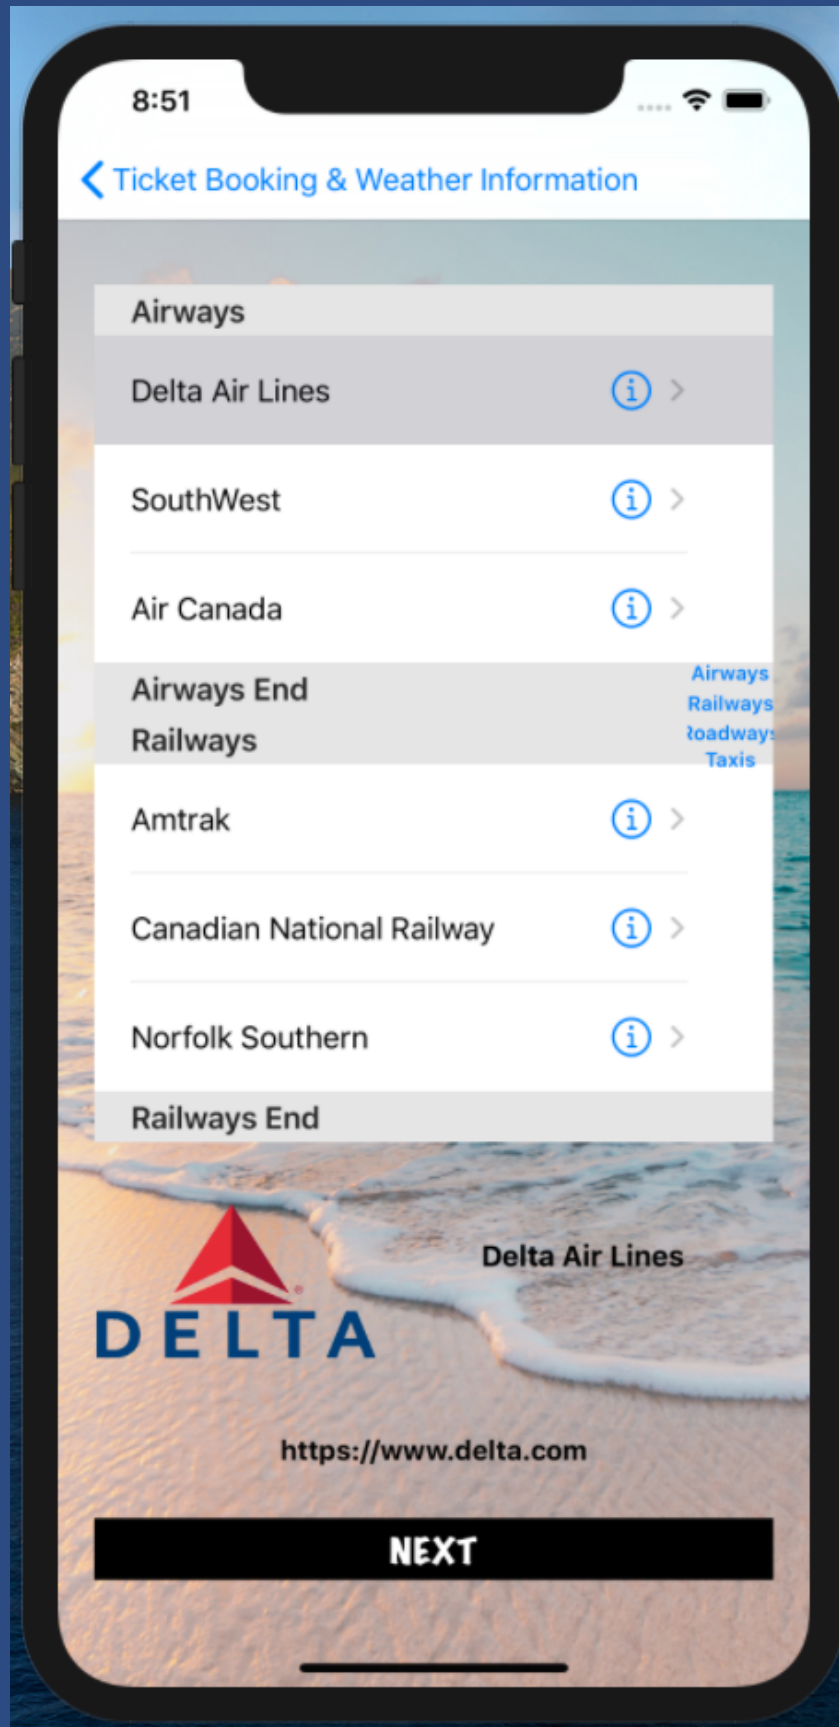 8:51
Ticket Booking & Weather Information
Airways
Delta Air Lines
SouthWest
Air Canada
Airways End
Railways
Airways
Railways
Roadways
Taxis
Amtrak
Canadian National Railway
Norfolk Southern
Railways End
DELTA
Delta Air Lines
https://www.delta.com
NEXT